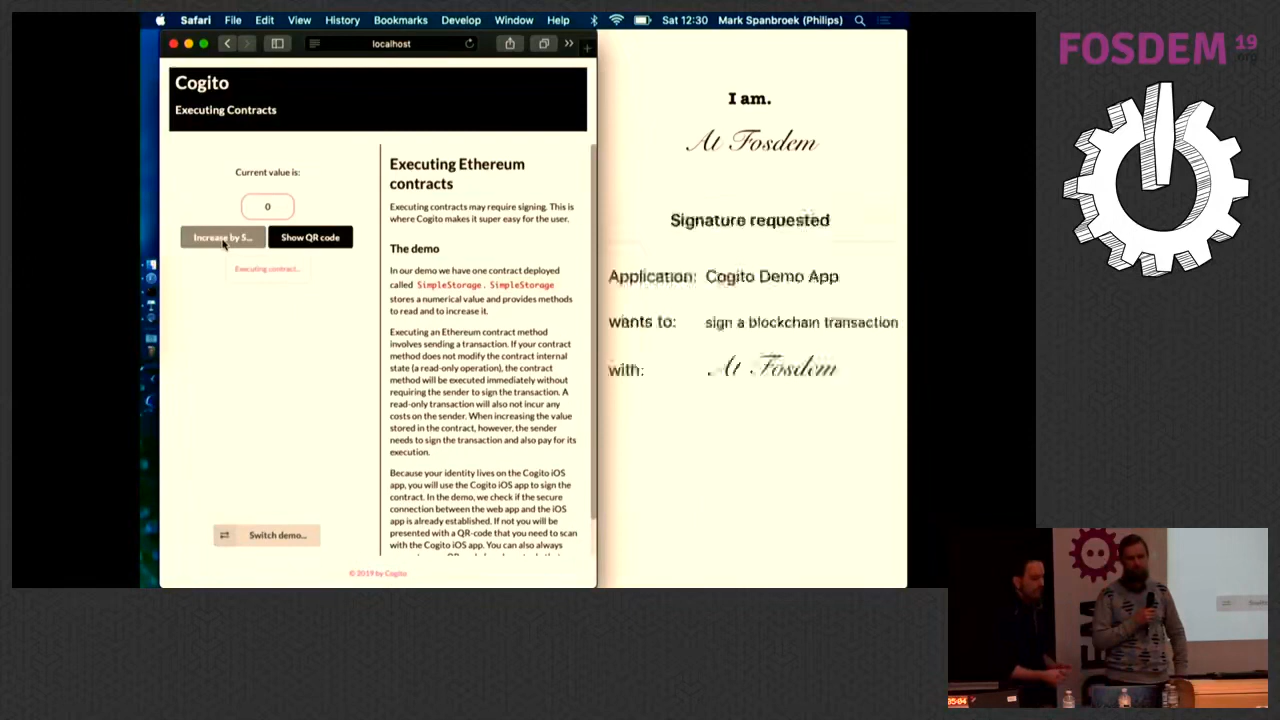 Safari File Edit View History Bookmarks Develop Window Help Sat 12:30 Mark Spanbroek (Philips)
localhost
Cogito
Executing Contracts
Current value is:
0
Increase by 5...
Show QR code
Executing contract...
Switch demo...
Executing Ethereum
contracts
Executing contracts may require signing. This is
where Cogito makes it super easy for the user.
The demo
In our demo we have one contract deployed
called SimpleStorage. SimpleStorage
stores a numerical value and provides methods
to read and to increase it.
Executing an Ethereum contract method
involves sending a transaction. If your contract
method does not modify the contract internal
state (a read-only operation), the contract
method will be executed immediately without
requiring the sender to sign the transaction. A
read-only transaction will also not incur any
costs on the sender. When increasing the value
stored in the contract, however, the sender
needs to sign the transaction and also pay for its
execution.
Because your identity lives on the Cogito iOS
app, you will use the Cogito iOS app to sign the
contract. In the demo, we check if the secure
connection between the web app and the iOS
app is already established. If not you will be
presented with a QR-code that you need to scan
with the Cogito iOS app. You can also always
© 2019 by Cogito
I am.
At Fosdem
Signature requested
Application: Cogito Demo App
wants to: sign a blockchain transaction
with: At Fosdem
FOSDEM 19
.org